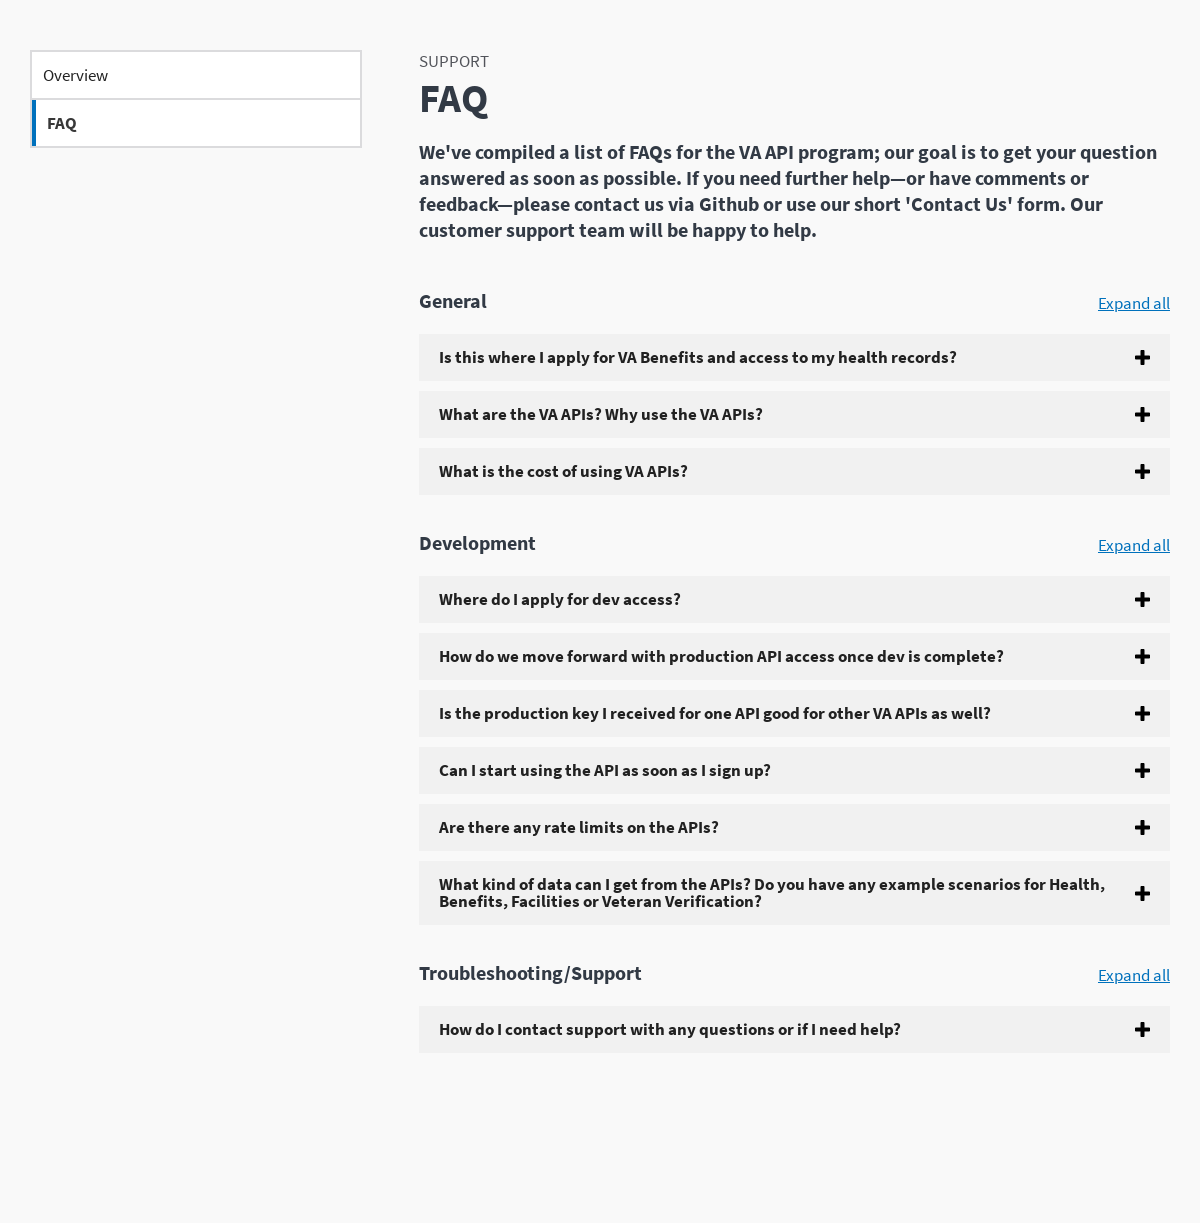 Overview
FAQ
SUPPORT
FAQ
We've compiled a list of FAQs for the VA API program; our goal is to get your question
answered as soon as possible. If you need further help—or have comments or
feedback—please contact us via Github or use our short 'Contact Us' form. Our
customer support team will be happy to help.
General
Expand all
Is this where I apply for VA Benefits and access to my health records?
What are the VA APIs? Why use the VA APIs?
What is the cost of using VA APIs?
Development
Expand all
Where do I apply for dev access?
How do we move forward with production API access once dev is complete?
Is the production key I received for one API good for other VA APIs as well?
Can I start using the API as soon as I sign up?
Are there any rate limits on the APIs?
What kind of data can I get from the APIs? Do you have any example scenarios for Health,
Benefits, Facilities or Veteran Verification?
Troubleshooting/Support
Expand all
How do I contact support with any questions or if I need help?